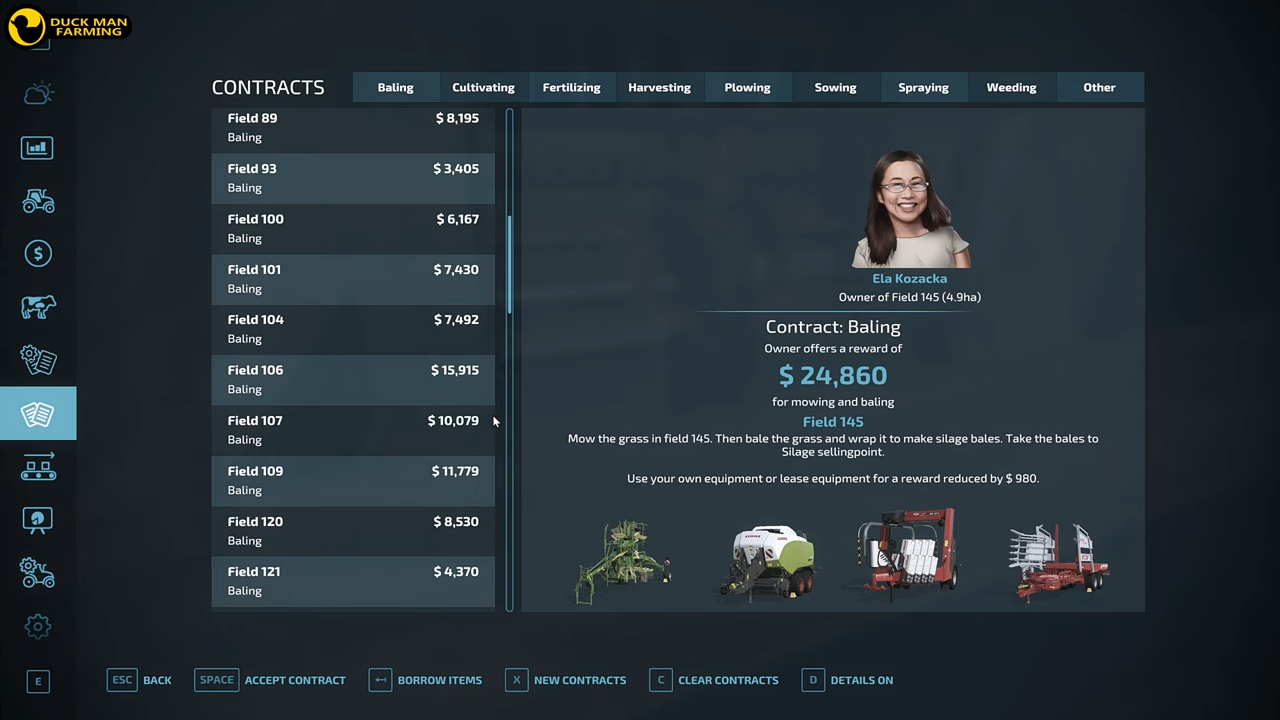 DUCK MAN
FARMING
CONTRACTS
Baling
Cultivating
Fertilizing
Harvesting
Plowing
Sowing
Spraying
Weeding
Other
Field 89 $ 8,195
Baling
Field 93 $ 3,405
Baling
Field 100 $ 6,167
Baling
Field 101 $ 7,430
Baling
Field 104 $ 7,492
Baling
Field 106 $ 15,915
Baling
Field 107 $ 10,079
Baling
Field 109 $ 11,779
Baling
Field 120 $ 8,530
Baling
Field 121 $ 4,370
Baling
Ela Kozacka
Owner of Field 145 (4.9ha)
Contract: Baling
Owner offers a reward of
$ 24,860
for mowing and baling
Field 145
Mow the grass in field 145. Then bale the grass and wrap it to make silage bales. Take the bales to
Silage sellingpoint.
Use your own equipment or lease equipment for a reward reduced by $ 980.
E
ESC BACK
SPACE ACCEPT CONTRACT
BORROW ITEMS
X NEW CONTRACTS
C CLEAR CONTRACTS
D DETAILS ON